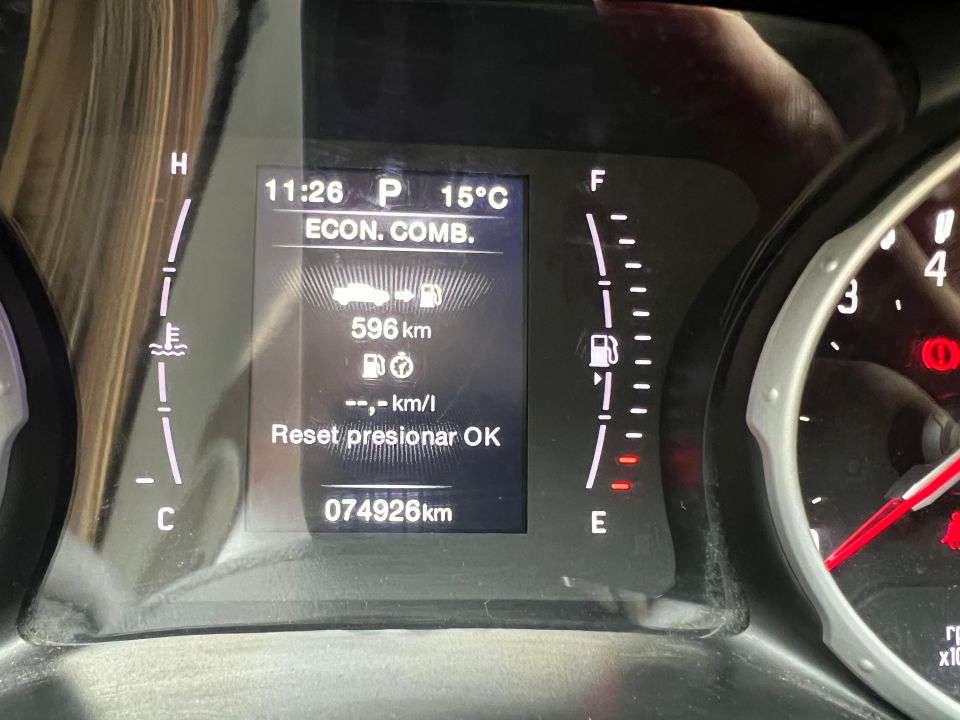 H
11:26 P 15°C
ECON. COMB.
596 km
--,- km/l
Reset presionar OK
074926km
C
F
E
3
4